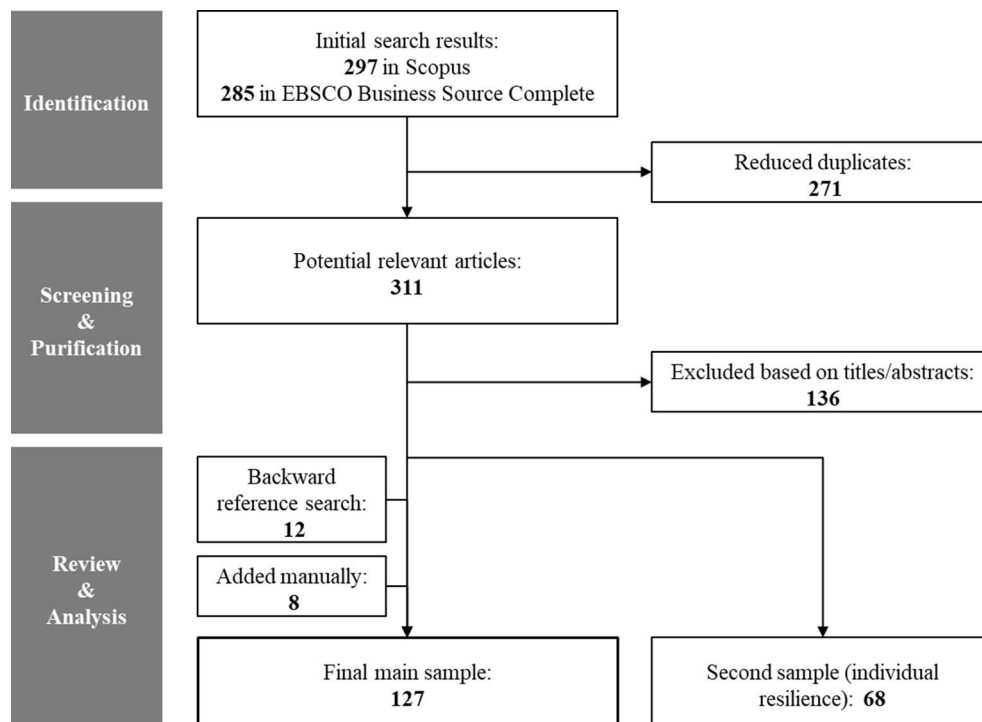 Identification
Initial search results:
297 in Scopus
285 in EBSCO Business Source Complete
Reduced duplicates:
271
Screening
&
Purification
Potential relevant articles:
311
Excluded based on titles/abstracts:
136
Review
&
Analysis
Backward
reference search:
12
Added manually:
8
Final main sample:
127
Second sample (individual
resilience): 68